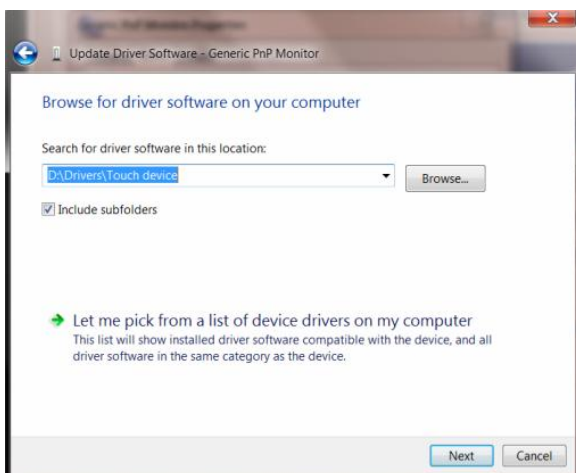 Update Driver Software - Generic PnP Monitor
Browse for driver software on your computer
Search for driver software in this location:
D:\Drivers\Touch device
Browse...
Include subfolders
Let me pick from a list of device drivers on my computer
This list will show installed driver software compatible with the device, and all
driver software in the same category as the device.
Next
Cancel